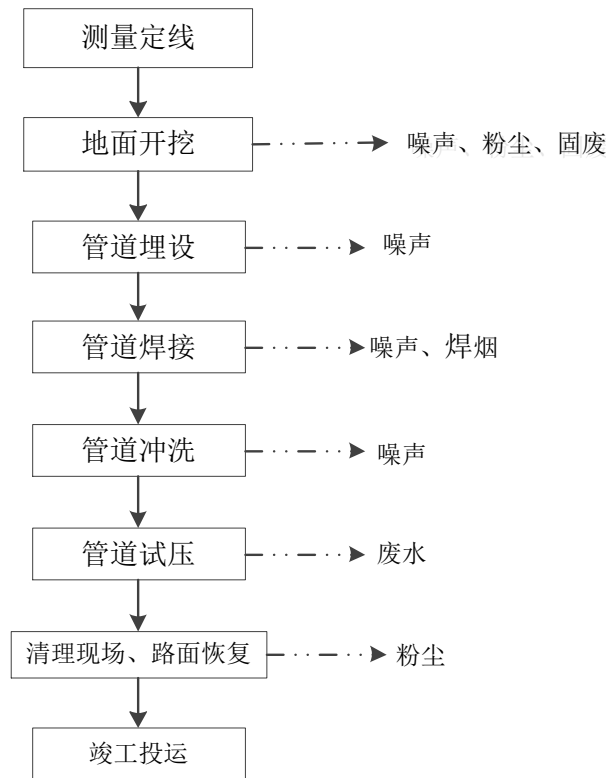 测量定线
地面开挖
噪声、粉尘、固废
管道埋设
噪声
管道焊接
噪声、焊烟
管道冲洗
噪声
管道试压
废水
清理现场、路面恢复
粉尘
竣工投运